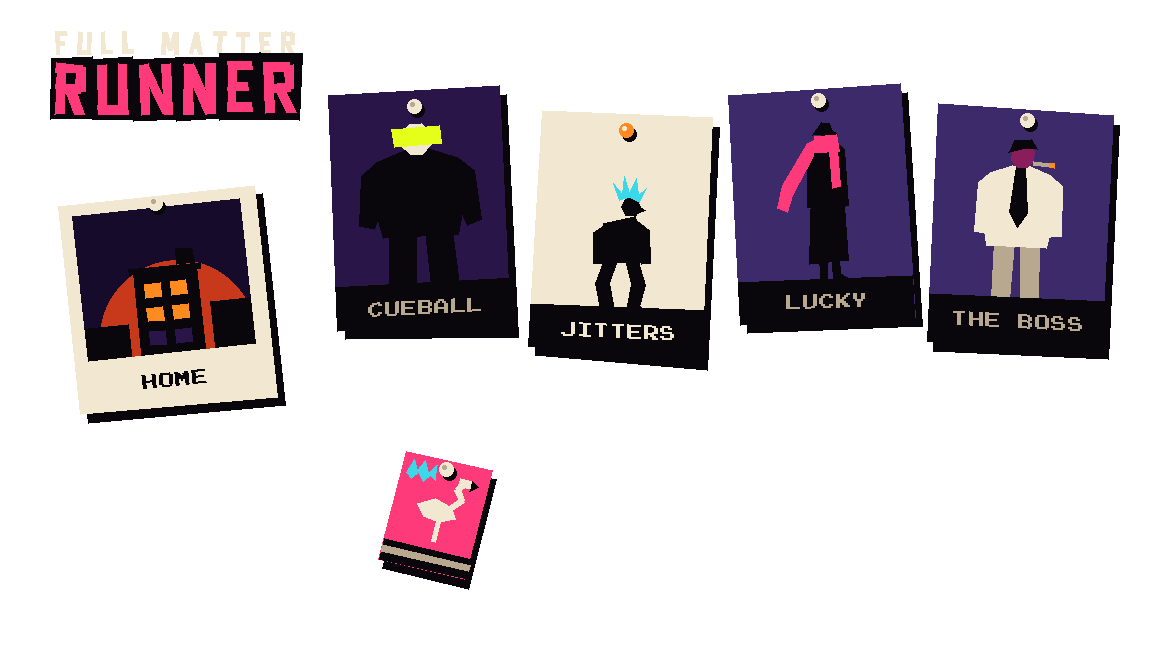 FULL MATTER
RUNNER
CUEBALL
JITTERS
LUCKY
THE BOSS
HOME